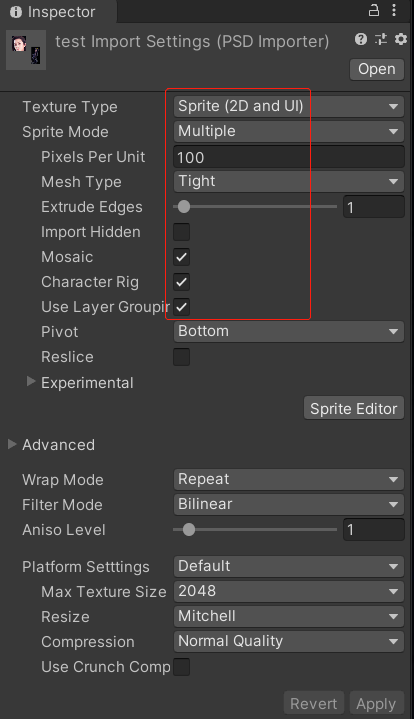 Inspector
test Import Settings (PSD Importer)
Open
Texture Type Sprite (2D and UI)
Sprite Mode Multiple
Pixels Per Unit 100
Mesh Type Tight
Extrude Edges 1
Import Hidden
Mosaic
Character Rig
Use Layer Groupir
Pivot Bottom
Reslice
Experimental
Sprite Editor
Advanced
Wrap Mode Repeat
Filter Mode Bilinear
Aniso Level 1
Platform Setttings Default
Max Texture Size 2048
Resize Mitchell
Compression Normal Quality
Use Crunch Comp
Revert Apply